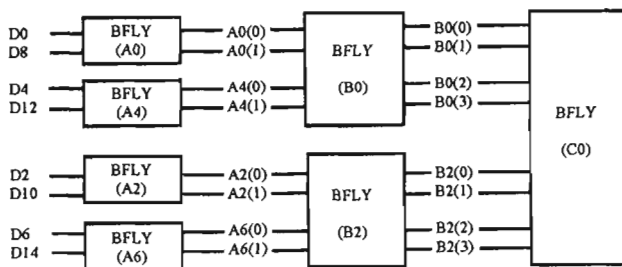 D0 BFLY A0(0) B0(0)
D8 (A0) A0(1) BFLY B0(1)
D4 BFLY A4(0) (B0) B0(2)
D12 (A4) A4(1) B0(3)
BFLY
(C0)
D2 BFLY A2(0) B2(0)
D10 (A2) A2(1) BFLY B2(1)
D6 BFLY A6(0) (B2) B2(2)
D14 (A6) A6(1) B2(3)